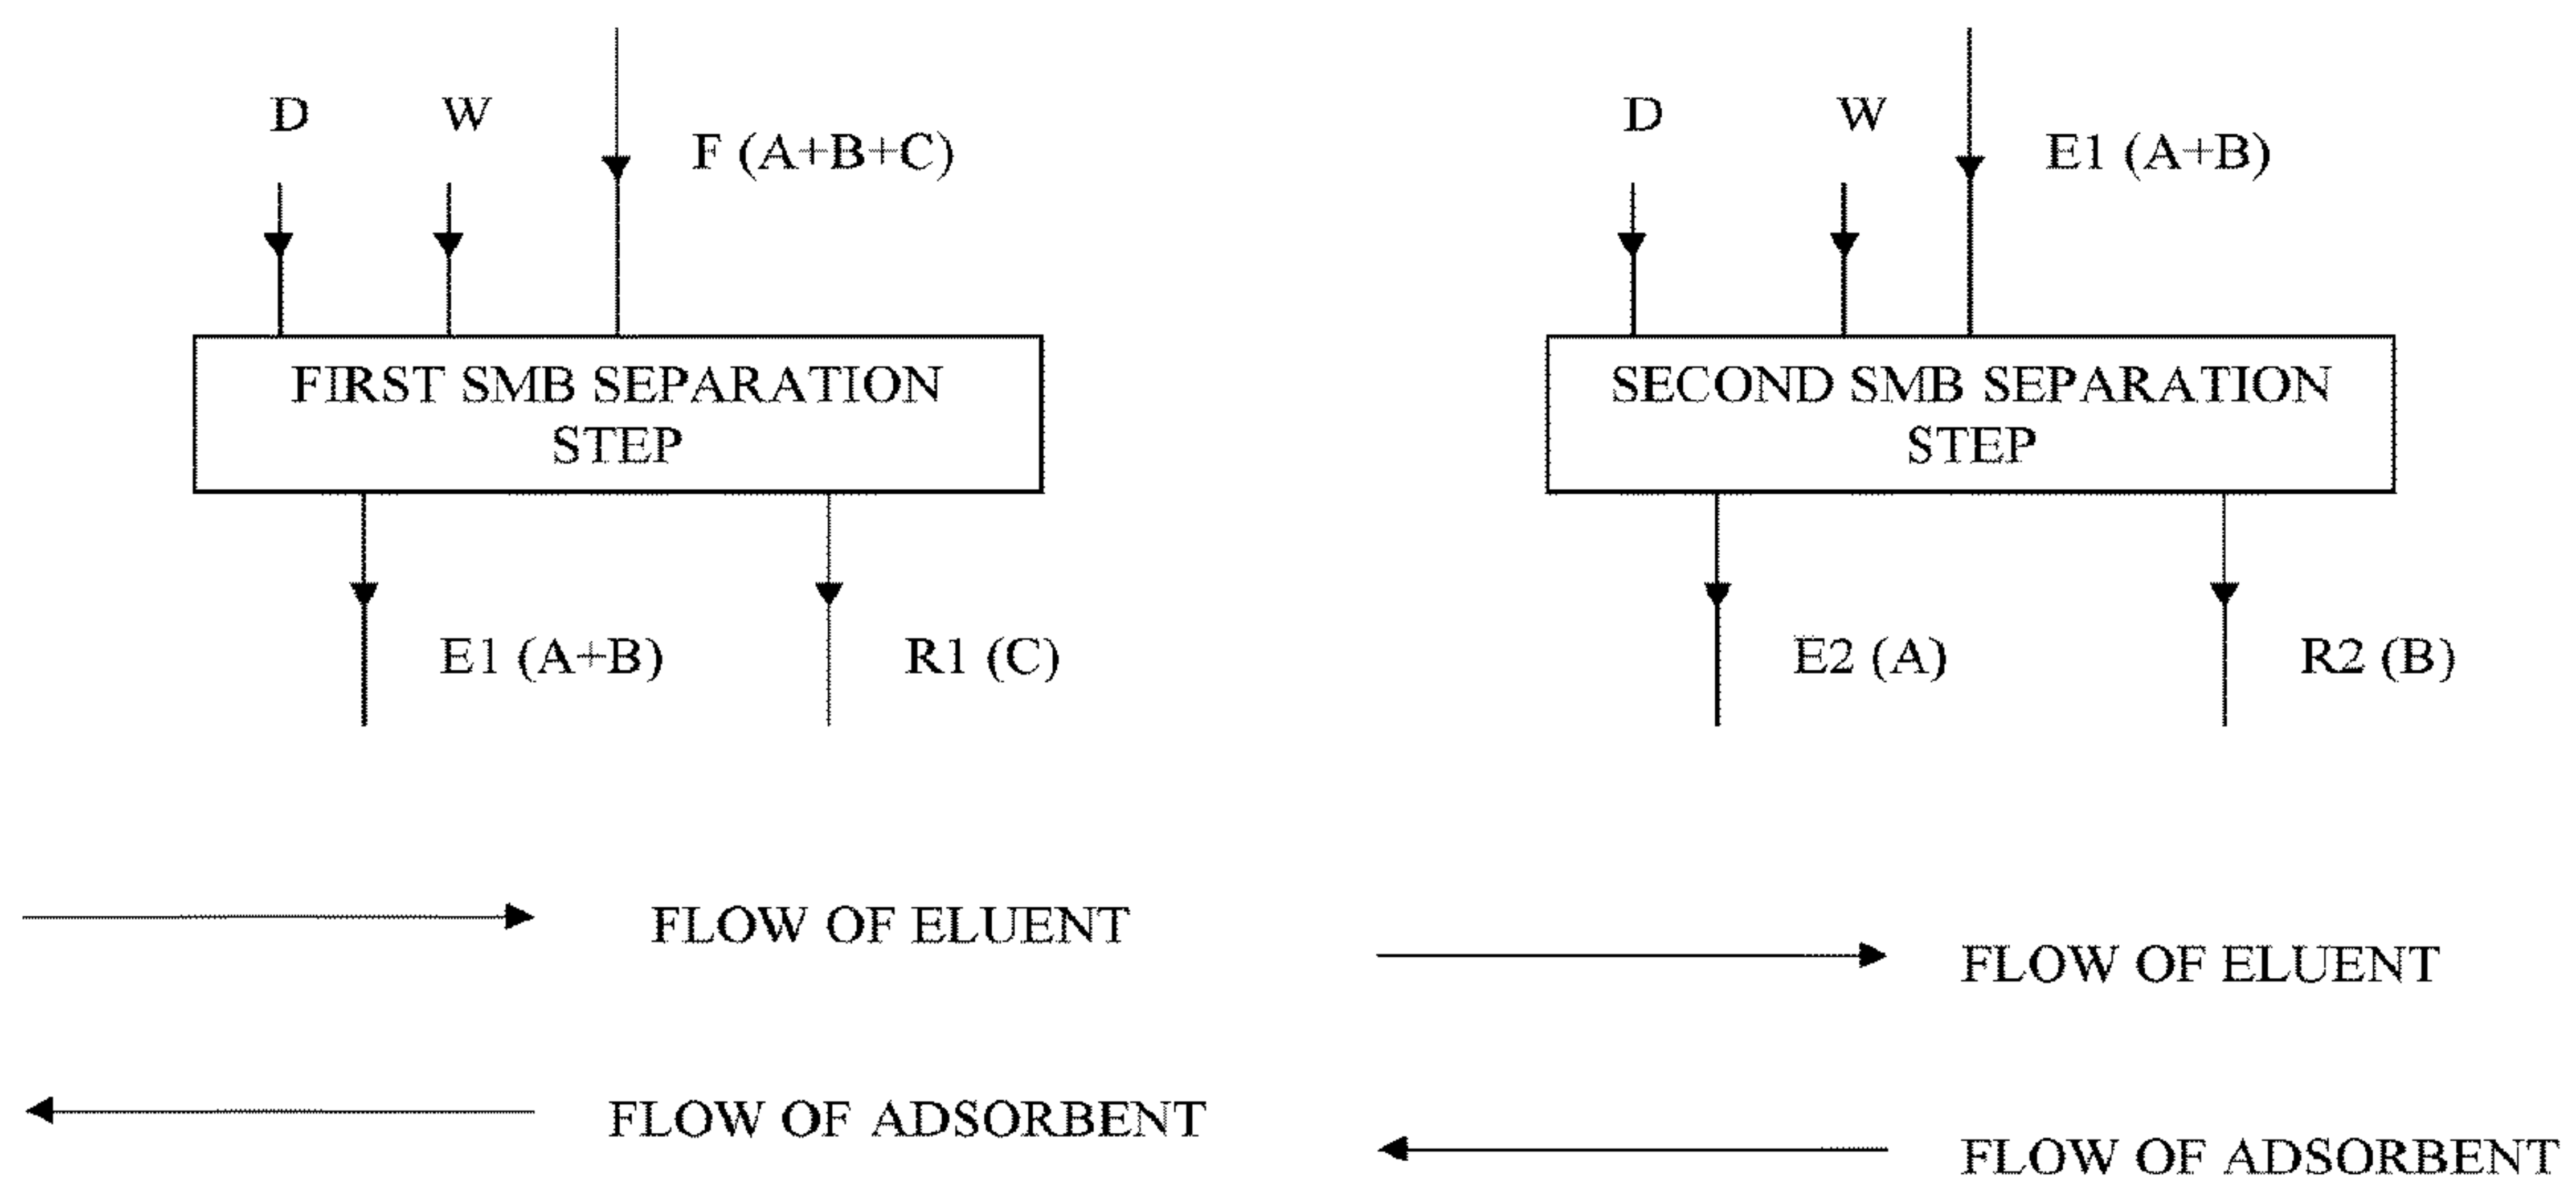 D
W
F (A+B+C)
FIRST SMB SEPARATION
STEP
E1 (A+B)
R1 (C)
D
W
E1 (A+B)
SECOND SMB SEPARATION
STEP
E2 (A)
R2 (B)
FLOW OF ELUENT
FLOW OF ADSORBENT
FLOW OF ELUENT
FLOW OF ADSORBENT